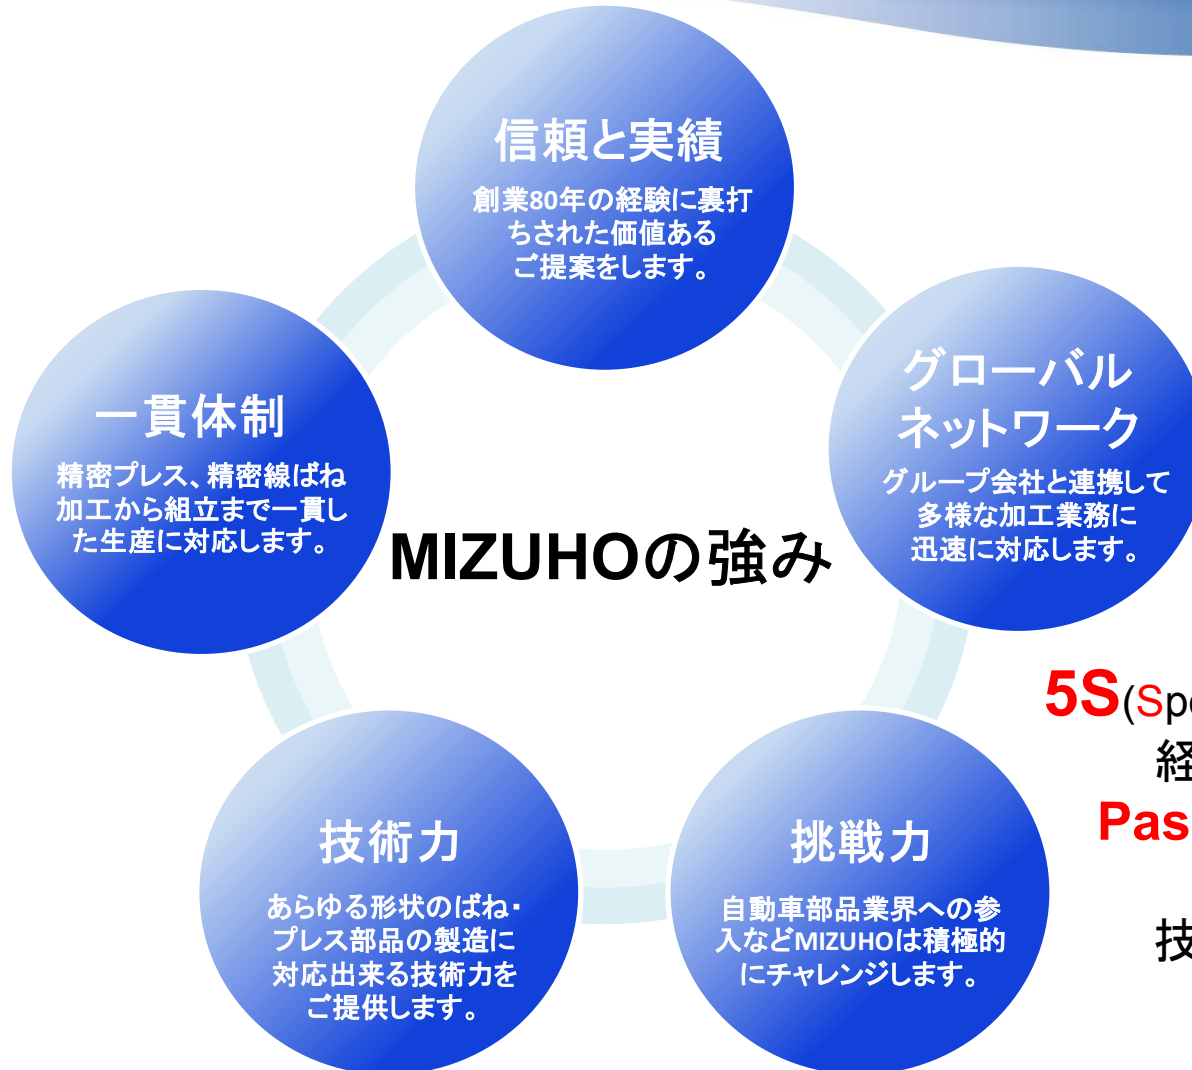 信頼と実績
創業80年の経験に裏打
ちされた価値ある
ご提案をします。
グローバル
ネットワーク
グループ会社と連携して
多様な加工業務に
迅速に対応します。
一貫体制
精密プレス、精密線ばね
加工から組立まで一貫し
た生産に対応します。
MIZUHOの強み
技術力
あらゆる形状のばね・
プレス部品の製造に
対応出来る技術力を
ご提供します。
挑戦力
自動車部品業界への参
入などMIZUHOは積極的
にチャレンジします。
5S(Sp
経
Pas
技